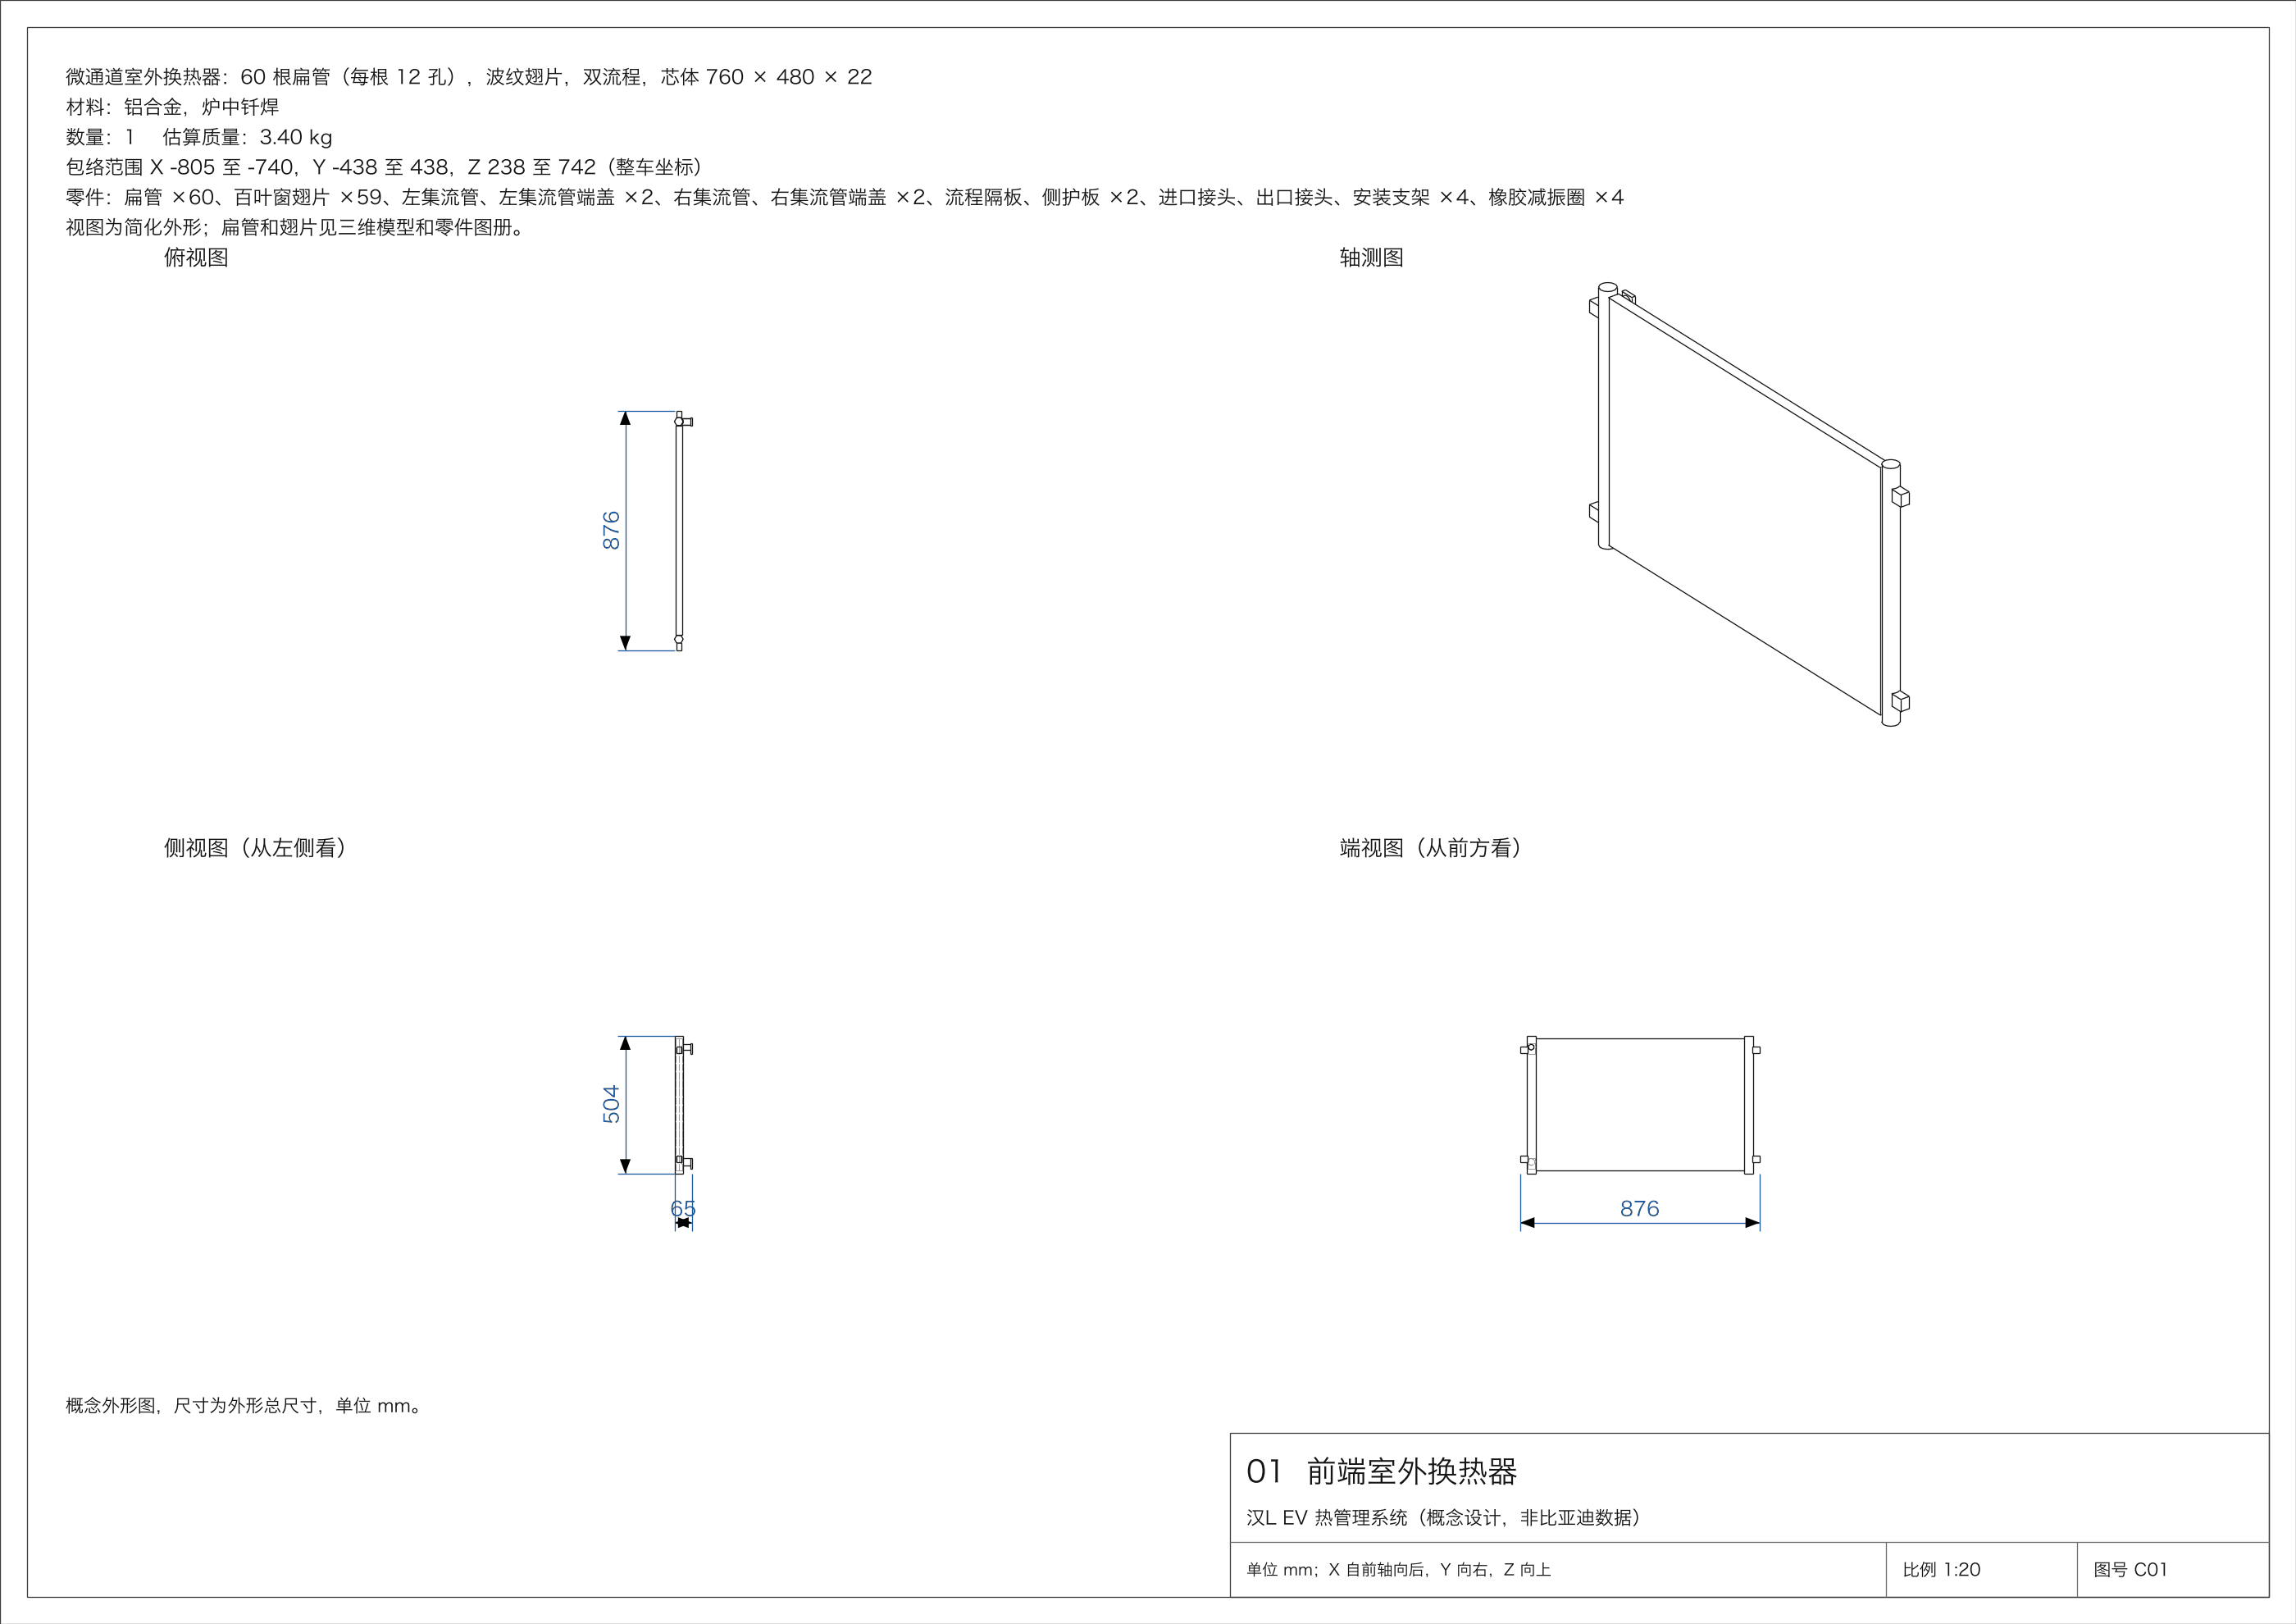 微通道室外换热器：60 根扁管（每根 12 孔），波纹翅片，双流程，芯体 760 × 480 × 22
材料：铝合金，炉中钎焊
数量：1 估算质量：3.40 kg
包络范围 X -805 至 -740，Y -438 至 438，Z 238 至 742（整车坐标）
零件：扁管 ×60、百叶窗翅片 ×59、左集流管、左集流管端盖 ×2、右集流管、右集流管端盖 ×2、流程隔板、侧护板 ×2、进口接头、出口接头、安装支架 ×4、橡胶减振圈 ×4
视图为简化外形；扁管和翅片见三维模型和零件图册。
俯视图
轴测图
876
侧视图（从左侧看）
端视图（从前方看）
504
65
876
概念外形图，尺寸为外形总尺寸，单位 mm。
01 前端室外换热器
汉L EV 热管理系统（概念设计，非比亚迪数据）
单位 mm；X 自前轴向后，Y 向右，Z 向上
比例 1:20
图号 C01